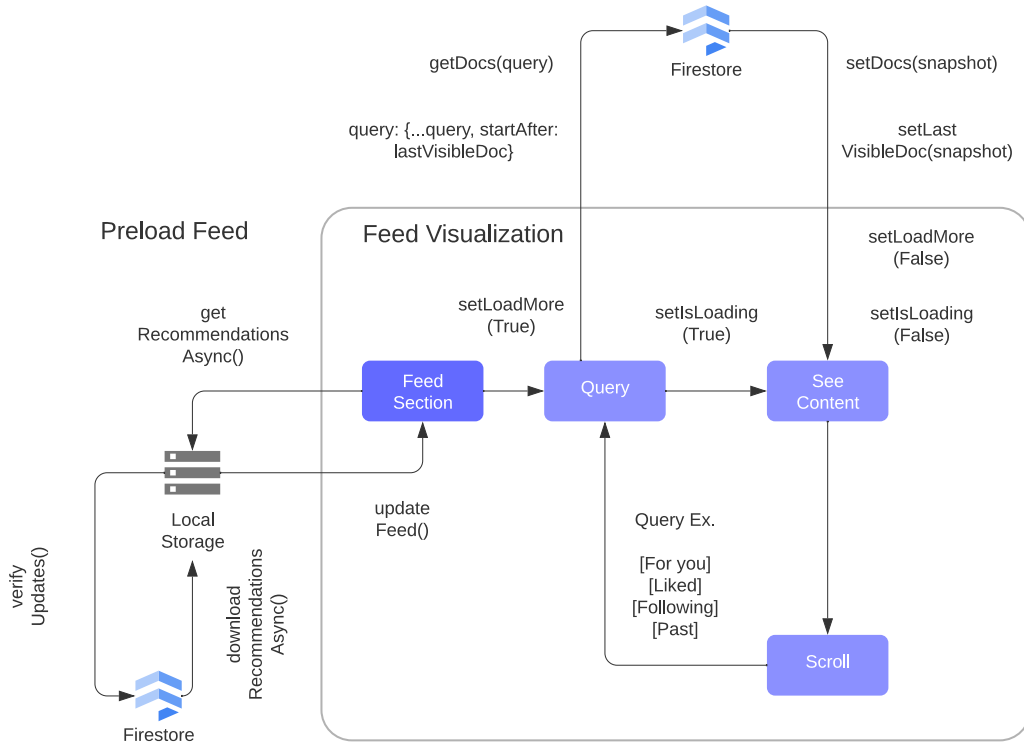 getDocs(query)
Firestore
setDocs(snapshot)
query: {...query, startAfter:
lastVisibleDoc}
setLast
VisibleDoc(snapshot)
Preload Feed
Feed Visualization
setLoadMore
(False)
get
Recommendations
Async()
setLoadMore
(True)
setIsLoading
(True)
setIsLoading
(False)
Feed
Section
Query
See
Content
Local
Storage
update
Feed()
Query Ex.
[For you]
[Liked]
[Following]
[Past]
verify
Updates()
download
Recommendations
Async()
Scroll
Firestore